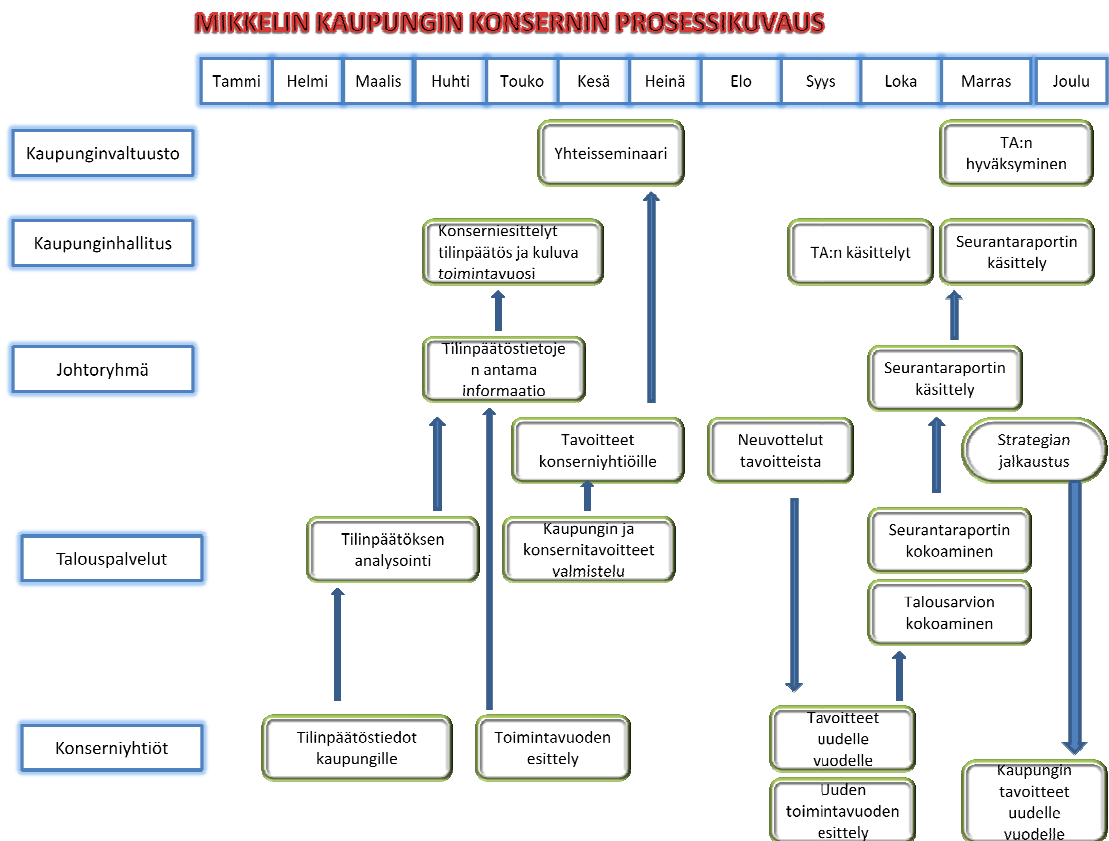 MIKKELIN KAUPUNGIN KONSERNIN PROSESSIKUVAUS
Tammi Helmi Maalis Huhti Touko Kesä Heinä Elo Syys Loka Marras Joulu
Kaupunginvaltuusto
Yhteisseminaari
TA:n
hyväksyminen
Kaupunginhallitus
Konserniesittelyt
tilinpäätös ja kuluva
toimintavuosi
TA:n käsittelyt
Seurantaraportin
käsittely
Johtoryhmä
Tilinpäätöstietoje
n antama
informaatio
Seurantaraportin
käsittely
Tavoitteet
konserniyhtiöille
Neuvottelut
tavoitteista
Strategian
jalkaustus
Talouspalvelut
Tilinpäätöksen
analysointi
Kaupungin ja
konsernitavoitteet
valmistelu
Seurantaraportin
kokoaminen
Talousarvion
kokoaminen
Konserniyhtiöt
Tilinpäätöstiedot
kaupungille
Toimintavuoden
esittely
Tavoitteet
uudelle
vuodelle
Uuden
toimintavuoden
esittely
Kaupungin
tavoitteet
uudelle
vuodelle